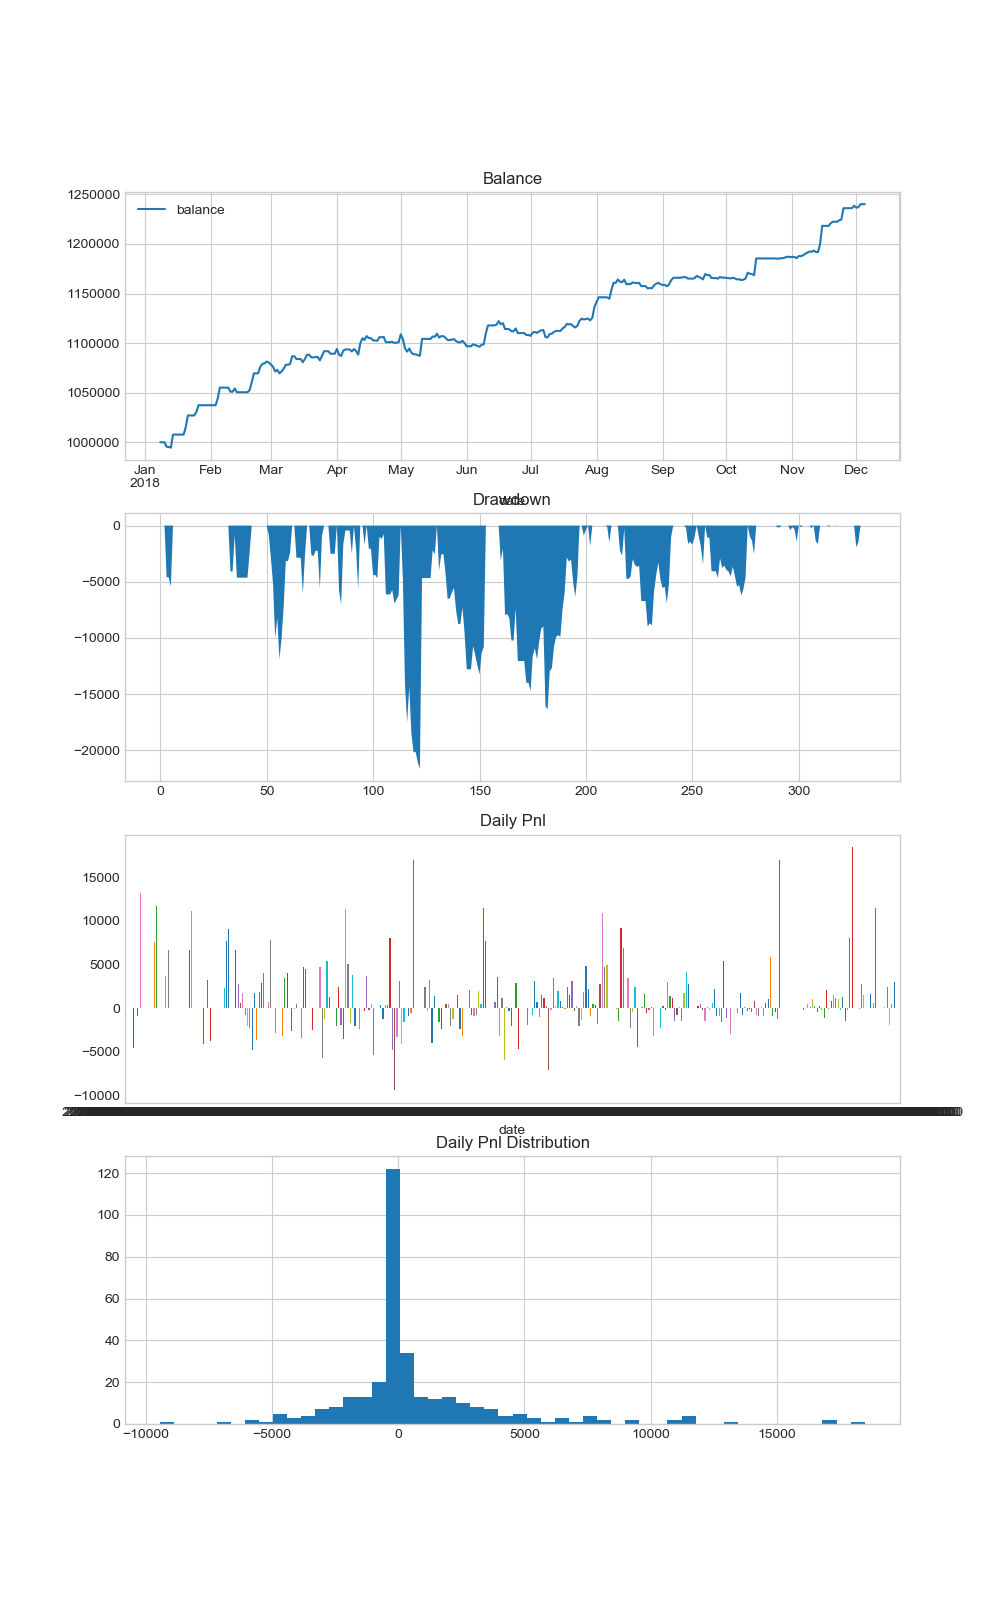 Balance
1250000
balance
1200000
1150000
1100000
1050000
1000000
Jan Feb Mar Apr May Jun Jul Aug Sep Oct Nov Dec
2018
date
Drawdown
0
−5000
−10000
−15000
−20000
0 50 100 150 200 250 300
Daily Pnl
15000
10000
5000
0
−5000
−10000
date
Daily Pnl Distribution
120
100
80
60
40
20
0
−10000 −5000 0 5000 10000 15000